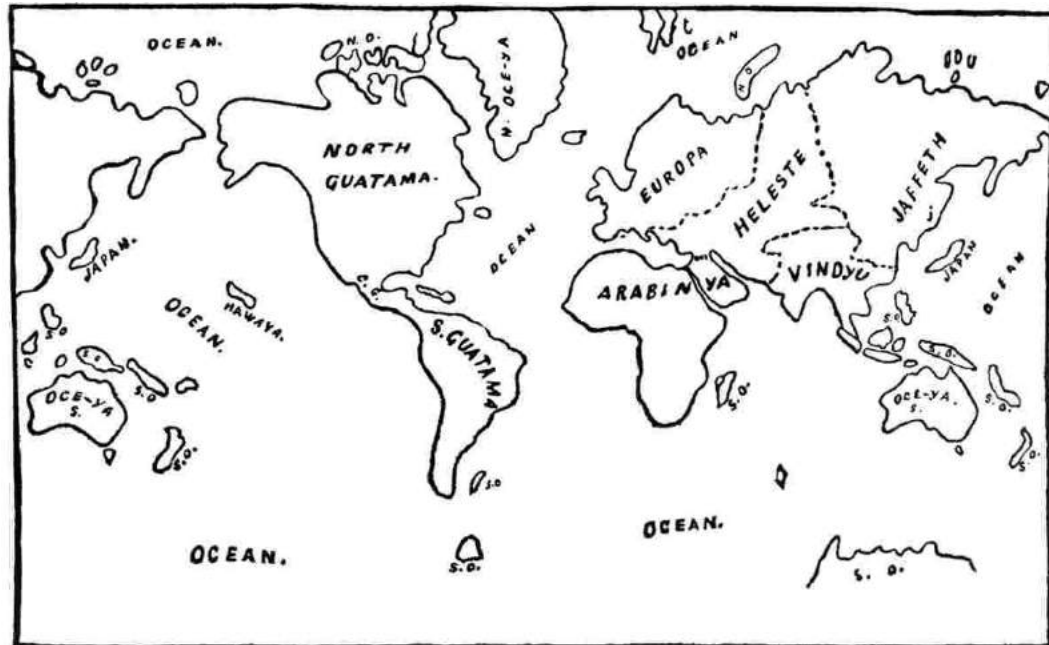 OCEAN.
N. O.
N. OCE-YA
OCEAN
N O
NORTH
GUATAMA.
EUROPA
HELESTE
JAFFETH
JAPAN.
HAWAYA.
OCEAN.
C. G.
OCEAN
ARABIN YA
VINDYU
JAPAN
OCEAN
S. GUATAMA
S.O
S. O.
S.O
OCE-YA
S.
S.O.
S.O
S. O.
S.O.
S. O.
OCE-YA.
S.
S.O.
S.O.
OCEAN.
S. O.
OCEAN.
S. O.